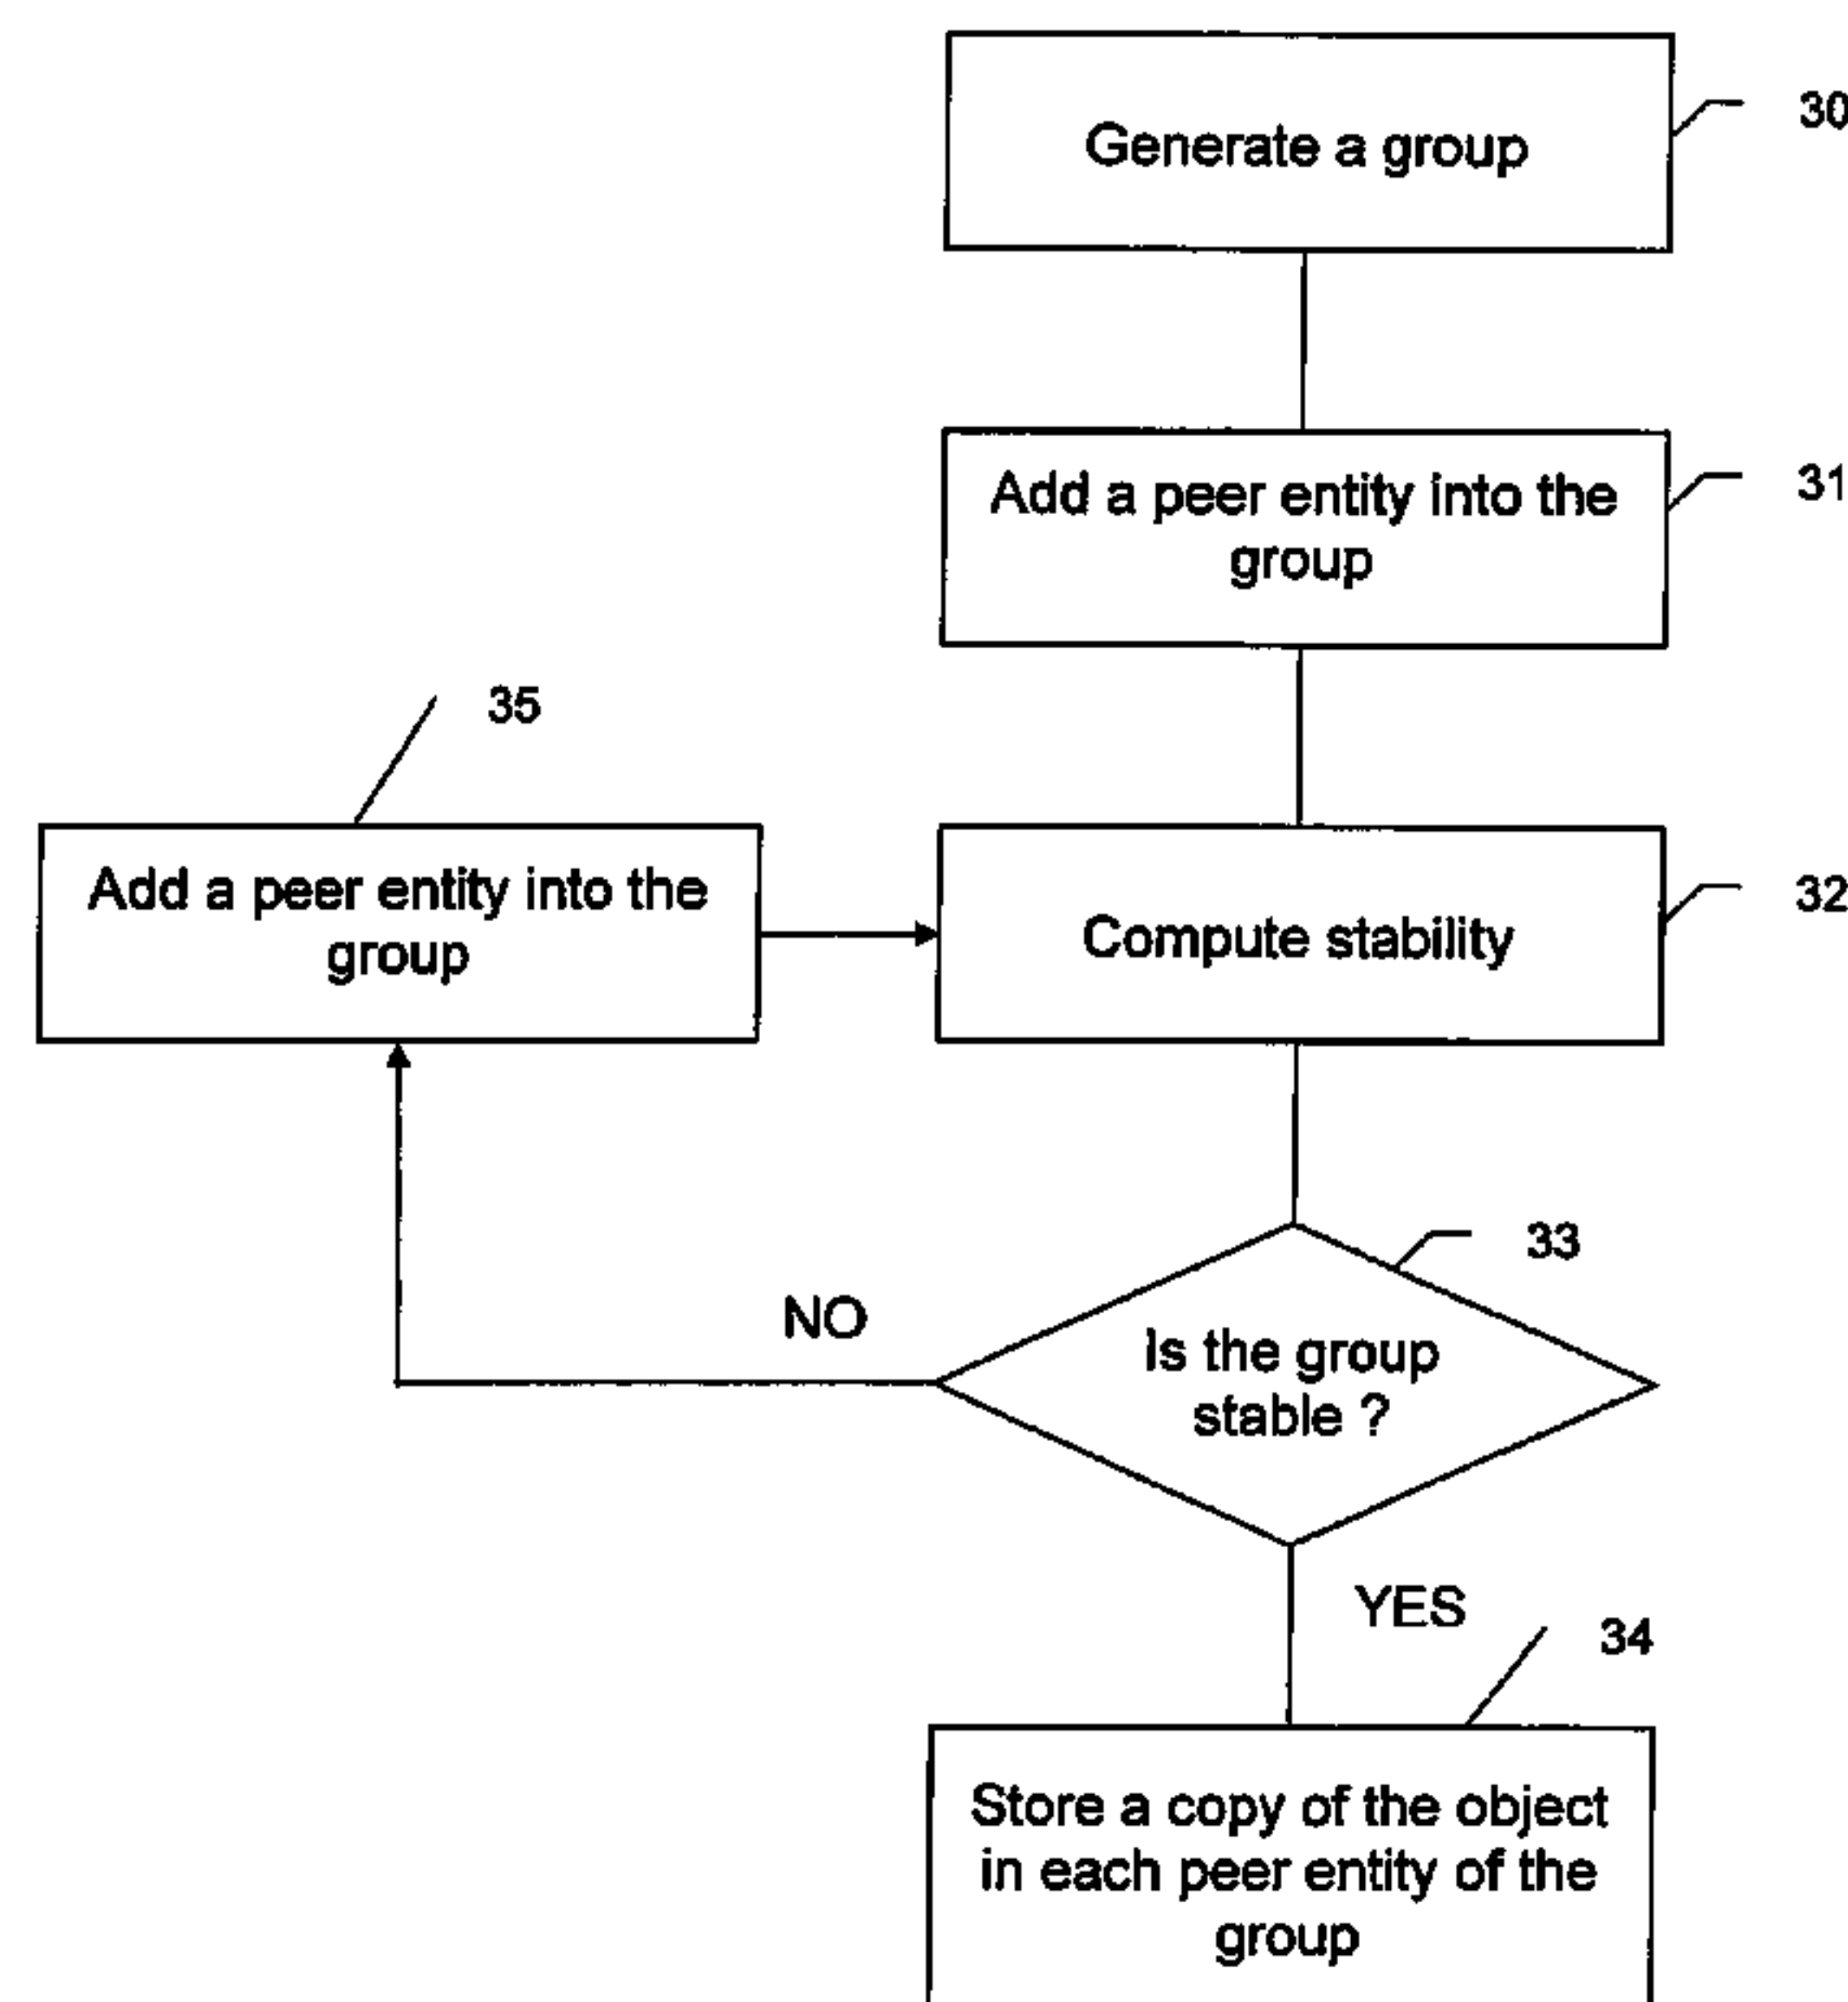 Generate a group
30
Add a peer entity into the
group
31
35
Add a peer entity into the
group
Compute stability
32
33
NO
Is the group
stable ?
YES
34
Store a copy of the object
in each peer entity of the
group